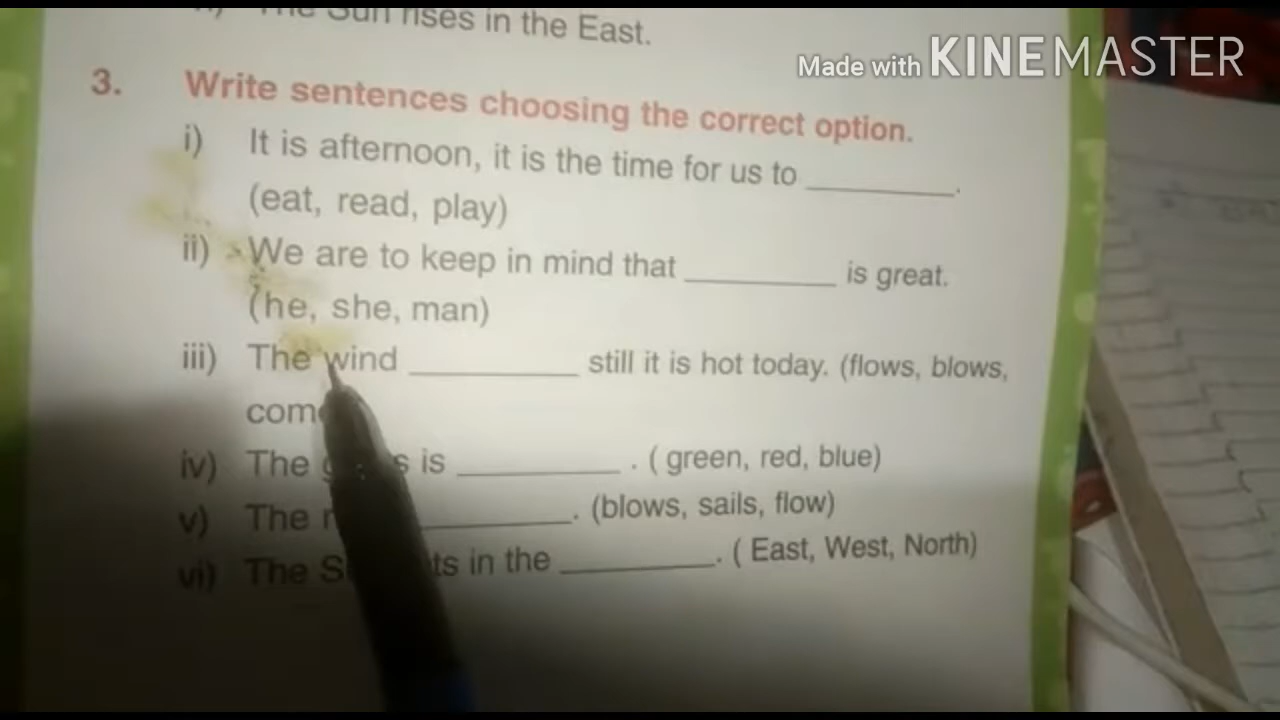 The Sun rises in the East.
Made with KINEMASTER
3. Write sentences choosing the correct option.
i) It is afternoon, it is the time for us to ________.
(eat, read, play)
ii) We are to keep in mind that ________ is great.
(he, she, man)
iii) The wind ________ still it is hot today. (flows, blows,
iv) The is ________. ( green, red, blue)
v) The ________. (blows, sails, flow)
vi) The in the ________. ( East, West, North)